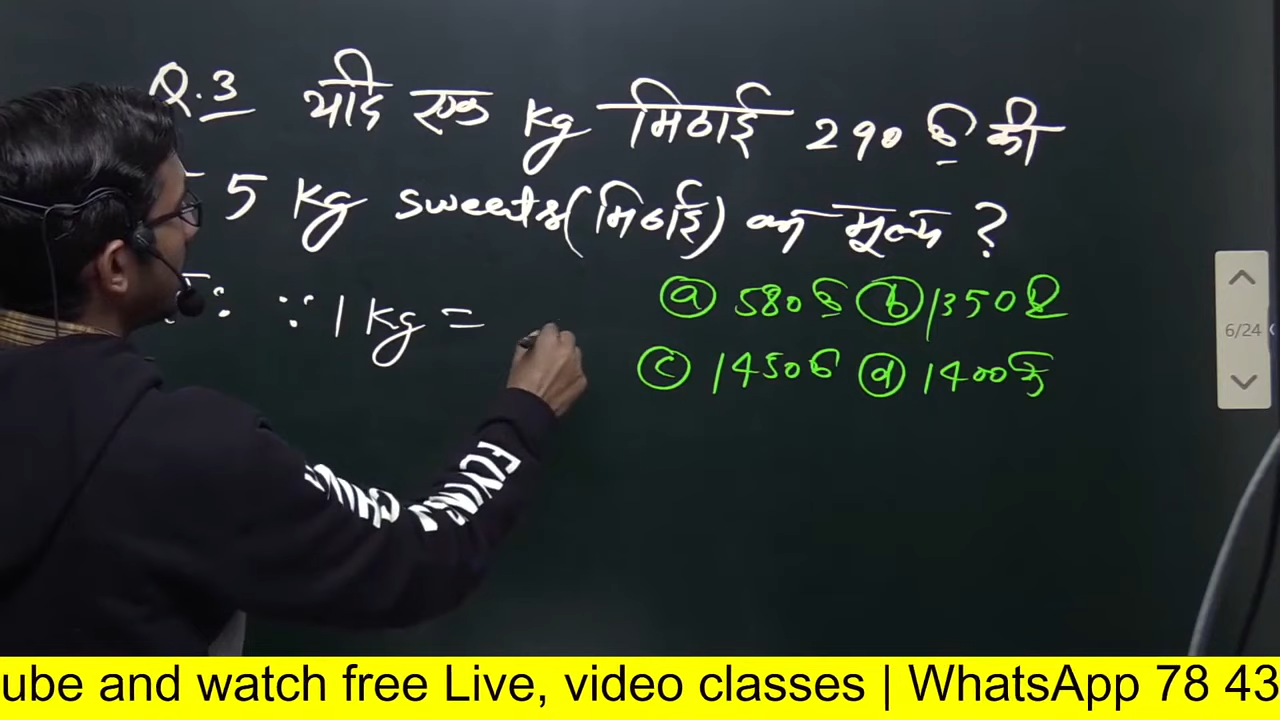 Q.3 यदि एक kg मिठाई 290 रु की
5 kg sweets (मिठाई) का मूल्य ?
∵ 1 kg =
(a) 580 रु (b) 1350 रु
(c) 1450 रु (d) 1400 रु
6/24
FLYING
ube and watch free Live, video classes | WhatsApp 78 43